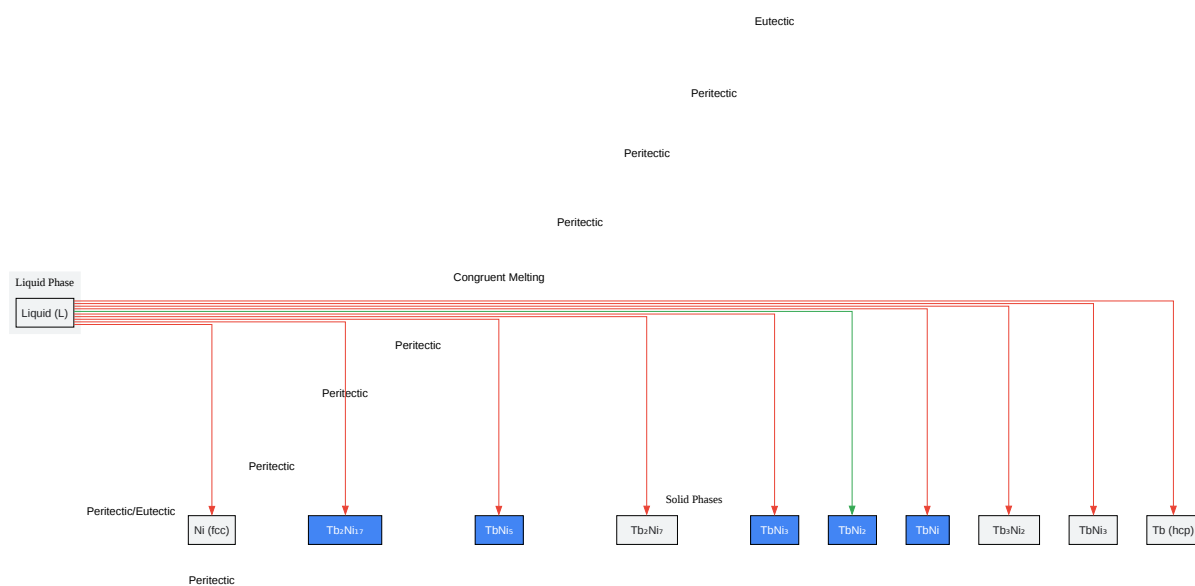 Eutectic
Peritectic
Peritectic
Peritectic
Congruent Melting
Liquid Phase
Liquid (L)
Peritectic
Peritectic
Peritectic
Solid Phases
Peritectic/Eutectic
Ni (fcc)
Tb₂Ni₁₇
TbNi₅
Tb₂Ni₇
TbNi₃
TbNi₂
TbNi
Tb₃Ni₂
TbNi₃
Tb (hcp)
Peritectic